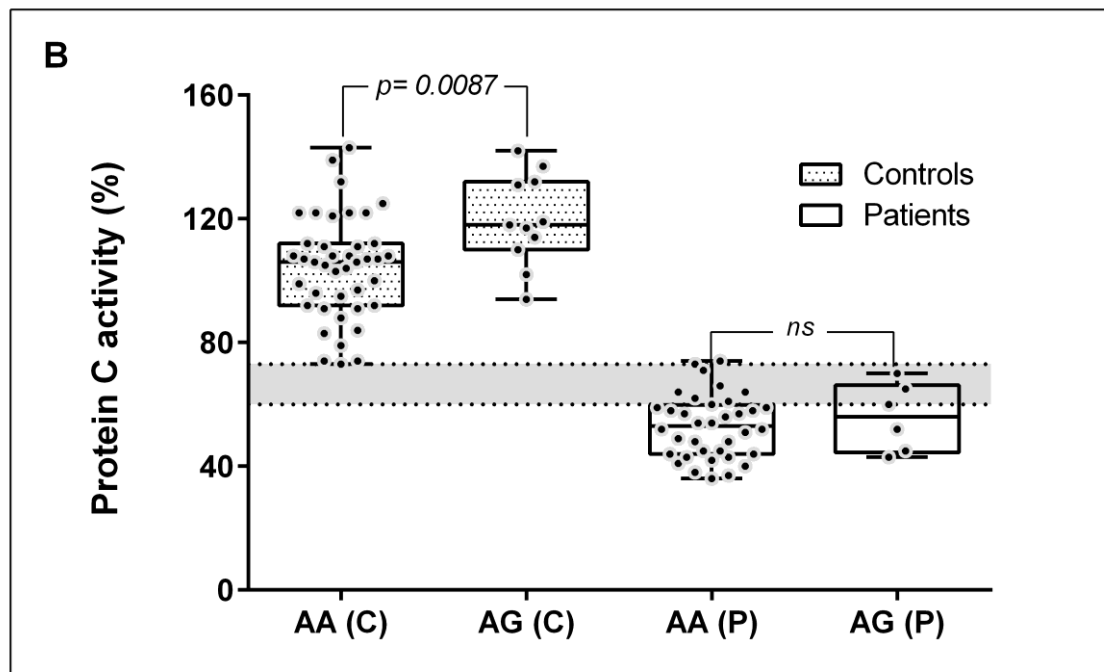 B
p= 0.0087
160
120
80
40
0
Protein C activity (%)
Controls
Patients
ns
AA (C)
AG (C)
AA (P)
AG (P)